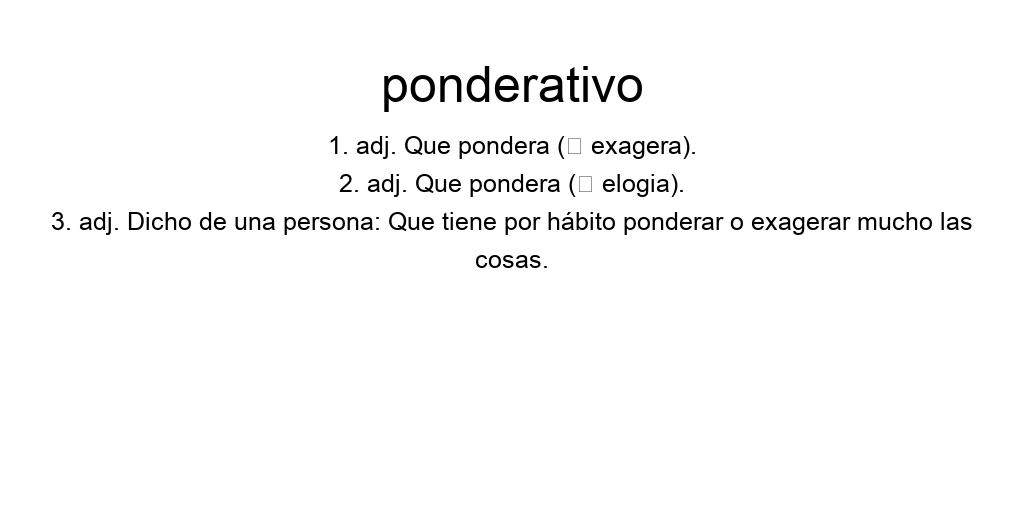 ponderativo
1. adj. Que pondera (□ exagera).
2. adj. Que pondera (□ elogia).
3. adj. Dicho de una persona: Que tiene por hábito ponderar o exagerar mucho las
cosas.